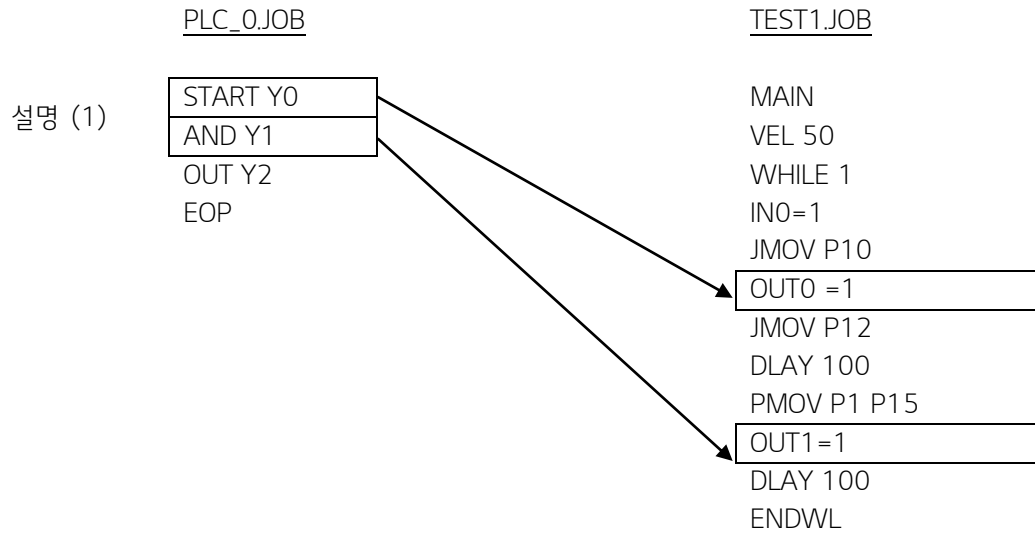 PLC_0.JOB
설명 (1)
START Y0
AND Y1
OUT Y2
EOP
TEST1.JOB
MAIN
VEL 50
WHILE 1
IN0=1
JMOV P10
OUT0 =1
JMOV P12
DLAY 100
PMOV P1 P15
OUT1=1
DLAY 100
ENDWL